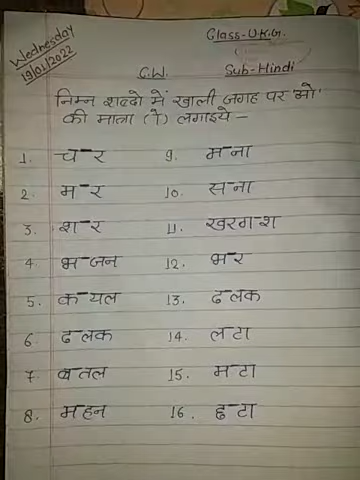 Wednesday
19/01/2022
Class-U.K.G.
C.W.
Sub-Hindi
निम्न शब्दो में खाली जगह पर 'ओ'
की मात्रा (ो) लगाइये –
1. च–र 9. म–ना
2. म–र 10. स–ना
3. श–र 11. खरग–श
4. भ–जन 12. भ–र
5. क–यल 13. ढ–लक
6. ढ–लक 14. ल–टा
7. ब–तल 15. म–टा
8. म–हन 16. छ–टा